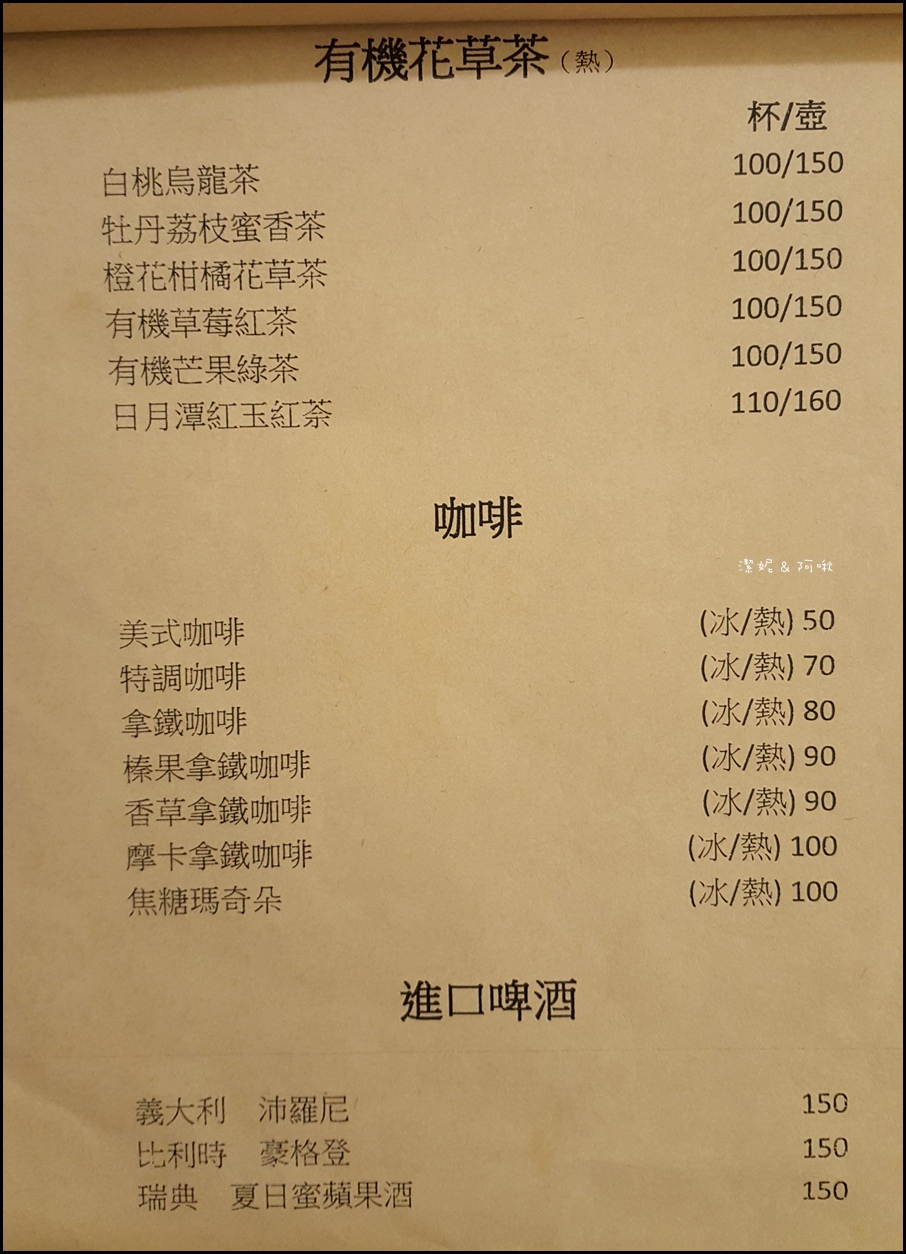 有機花草茶（熱）
杯/壺
白桃烏龍茶 100/150
牡丹荔枝蜜香茶 100/150
橙花柑橘花草茶 100/150
有機草莓紅茶 100/150
有機芒果綠茶 100/150
日月潭紅玉紅茶 110/160
咖啡
潔妮 & 阿啾
美式咖啡 (冰/熱) 50
特調咖啡 (冰/熱) 70
拿鐵咖啡 (冰/熱) 80
榛果拿鐵咖啡 (冰/熱) 90
香草拿鐵咖啡 (冰/熱) 90
摩卡拿鐵咖啡 (冰/熱) 100
焦糖瑪奇朵 (冰/熱) 100
進口啤酒
義大利 沛羅尼 150
比利時 豪格登 150
瑞典 夏日蜜蘋果酒 150